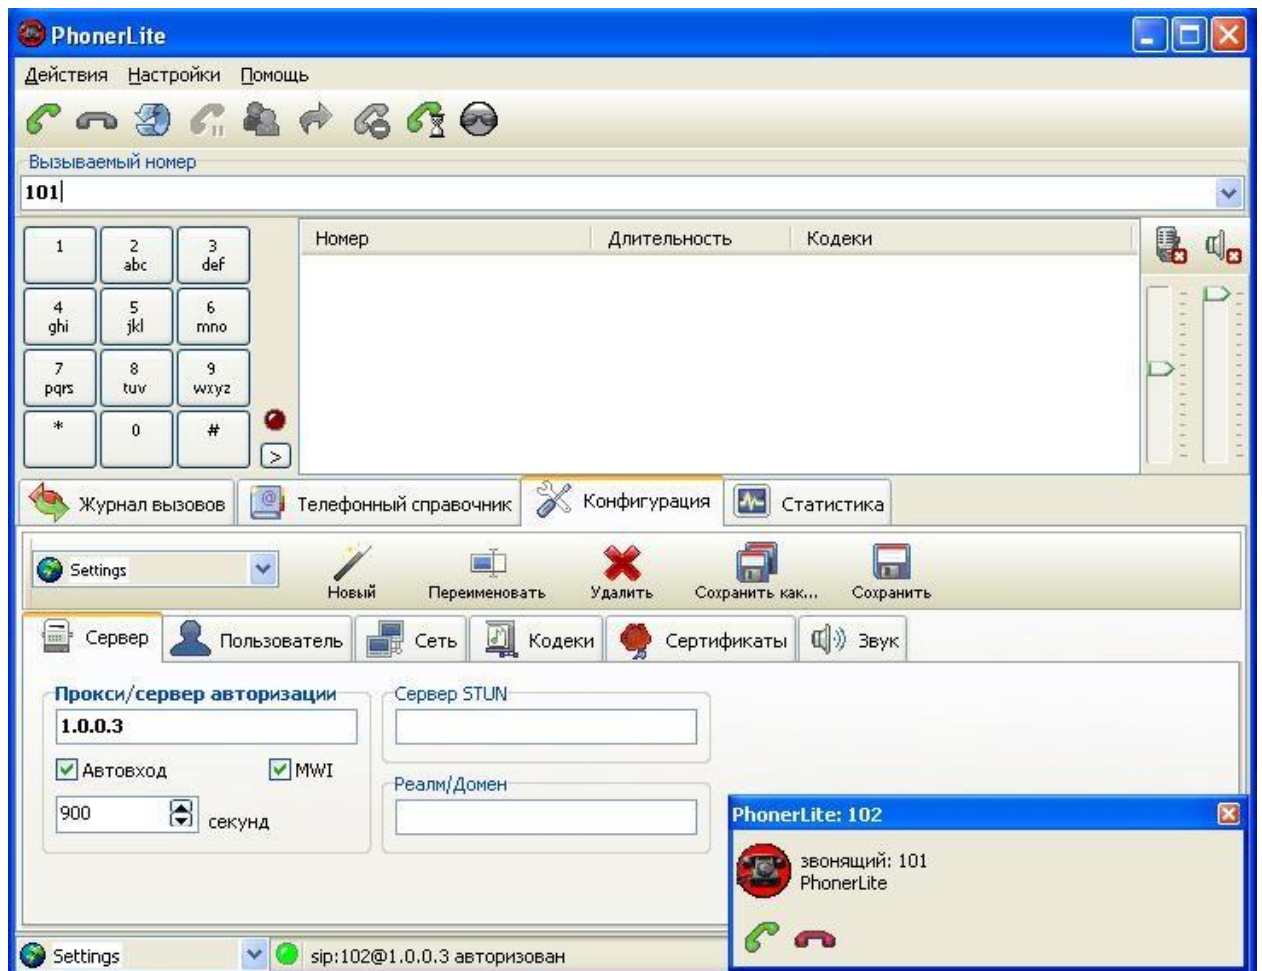 PhonerLite
Действия Настройки Помощь
Вызываемый номер
101
1
2
abc
3
def
4
ghi
5
jkl
6
mno
7
pqrs
8
tuv
9
wxyz
*
0
#
>
Номер Длительность Кодеки
Журнал вызовов Телефонный справочник Конфигурация Статистика
Settings Новый Переименовать Удалить Сохранить как... Сохранить
Сервер Пользователь Сеть Кодеки Сертификаты Звук
Прокси/сервер авторизации
1.0.0.3
Автовход MWI
900 секунд
Сервер STUN
Реалм/Домен
PhonerLite: 102
звонящий: 101
PhonerLite
Settings sip:102@1.0.0.3 авторизован